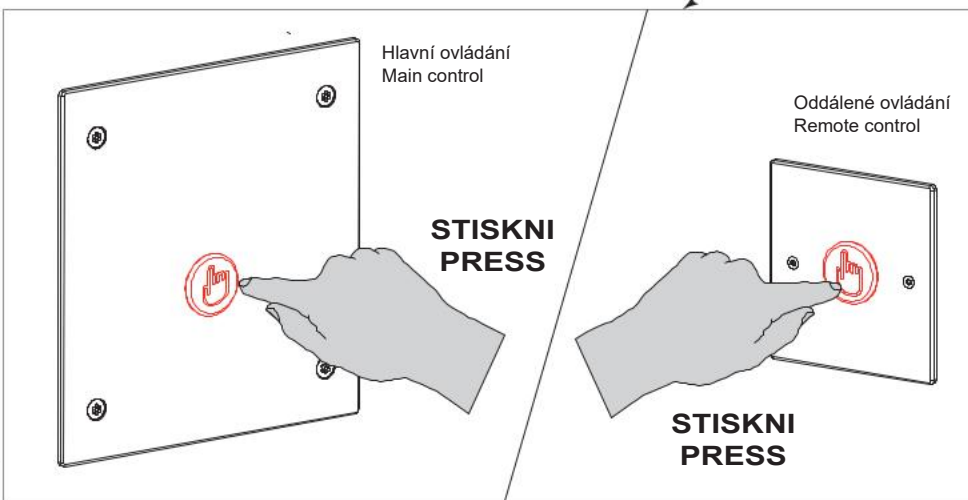 Hlavní ovládání
Main control
STISKNI
PRESS
Oddálené ovládání
Remote control
STISKNI
PRESS